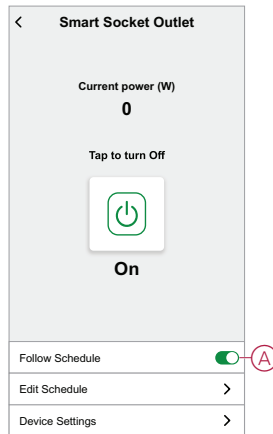 Smart Socket Outlet
Current power (W)
0
Tap to turn Off
On
Follow Schedule
A
Edit Schedule
Device Settings